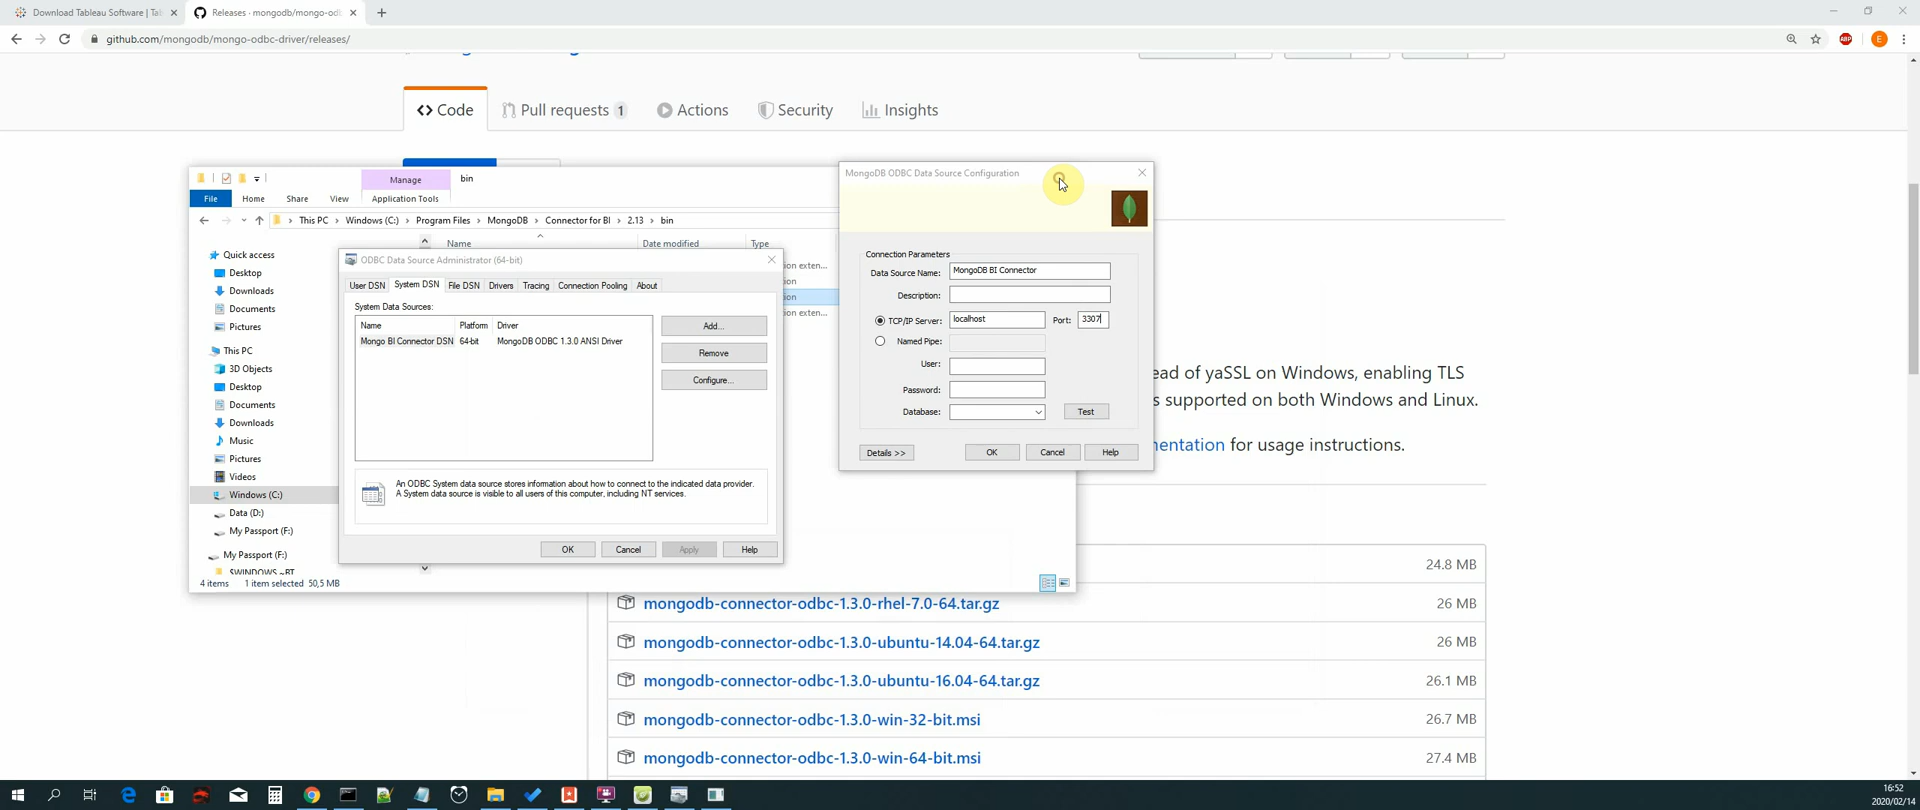 Download Tableau Software | Tab
Releases · mongodb/mongo-odb
github.com/mongodb/mongo-odbc-driver/releases/
ABP
E
Code
Pull requests 1
Actions
Security
Insights
Manage
bin
File
Home
Share
View
Application Tools
This PC
Windows (C:)
Program Files
MongoDB
Connector for BI
2.13
bin
Name
Date modified
Type
Quick access
Desktop
Downloads
Documents
Pictures
This PC
3D Objects
Desktop
Documents
Downloads
Music
Pictures
Videos
Windows (C:)
Data (D:)
My Passport (F:)
My Passport (F:)
$WINDOWS.~BT
ion exten...
ion
ion
ion exten...
4 items 1 item selected 50,5 MB
ODBC Data Source Administrator (64-bit)
User DSN
System DSN
File DSN
Drivers
Tracing
Connection Pooling
About
System Data Sources:
Name Platform Driver
Mongo BI Connector DSN 64-bit MongoDB ODBC 1.3.0 ANSI Driver
Add...
Remove
Configure...
An ODBC System data source stores information about how to connect to the indicated data provider.
A System data source is visible to all users of this computer, including NT services.
OK
Cancel
Apply
Help
MongoDB ODBC Data Source Configuration
Connection Parameters
Data Source Name: MongoDB BI Connector
Description:
TCP/IP Server: localhost Port: 3307
Named Pipe:
User:
Password:
Database:
Test
Details >>
OK
Cancel
Help
ead of yaSSL on Windows, enabling TLS
s supported on both Windows and Linux.
nentation for usage instructions.
24.8 MB
mongodb-connector-odbc-1.3.0-rhel-7.0-64.tar.gz 26 MB
mongodb-connector-odbc-1.3.0-ubuntu-14.04-64.tar.gz 26 MB
mongodb-connector-odbc-1.3.0-ubuntu-16.04-64.tar.gz 26.1 MB
mongodb-connector-odbc-1.3.0-win-32-bit.msi 26.7 MB
mongodb-connector-odbc-1.3.0-win-64-bit.msi 27.4 MB
16:52
2020/02/14